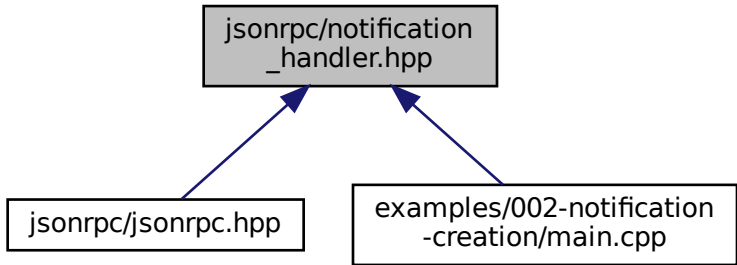 jsonrpc/notification
_handler.hpp
jsonrpc/jsonrpc.hpp
examples/002-notification
-creation/main.cpp